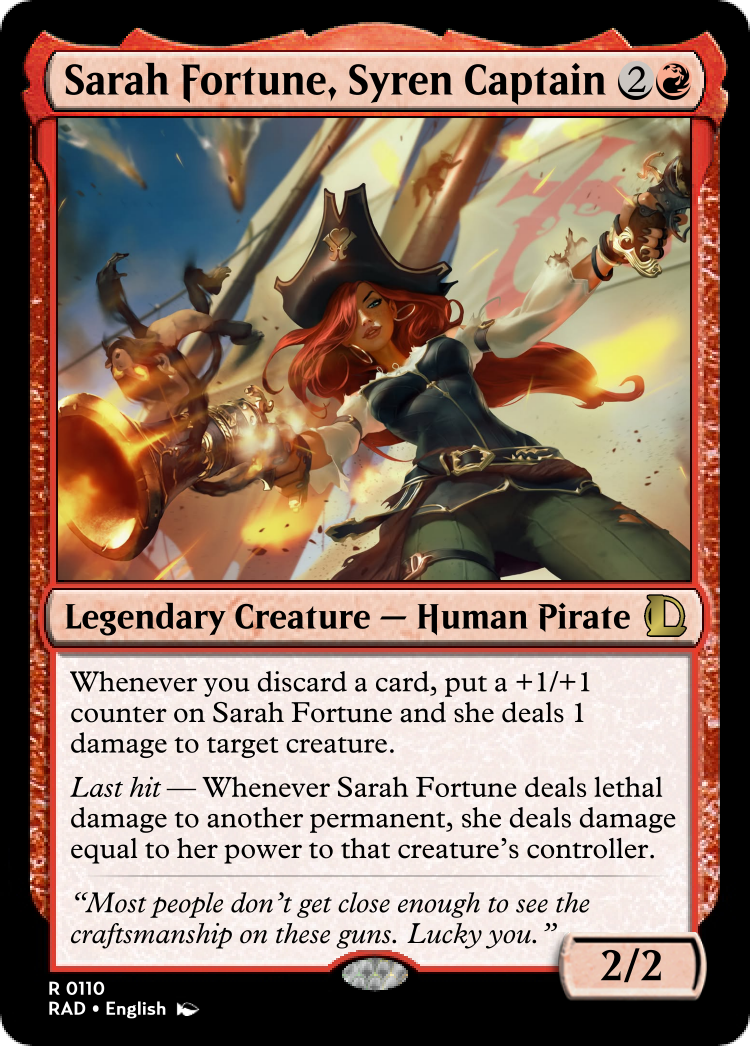 Sarah Fortune, Syren Captain 2
Legendary Creature — Human Pirate
Whenever you discard a card, put a +1/+1
counter on Sarah Fortune and she deals 1
damage to target creature.
Last hit — Whenever Sarah Fortune deals lethal
damage to another permanent, she deals damage
equal to her power to that creature’s controller.
“Most people don’t get close enough to see the
craftsmanship on these guns. Lucky you.”
2/2
R 0110
RAD • English